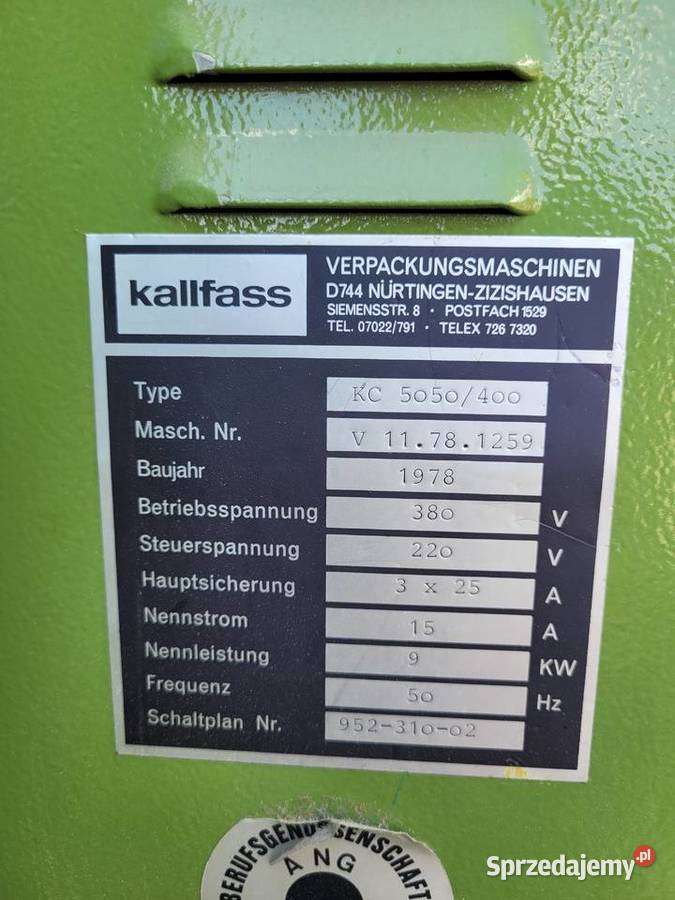 kallfass
VERPACKUNGSMASCHINEN
D744 NÜRTINGEN-ZIZISHAUSEN
SIEMENSSTR. 8 · POSTFACH 1529
TEL. 07022/791 · TELEX 726 7320
Type KC 5050/400
Masch. Nr. V 11.78.1259
Baujahr 1978
Betriebsspannung 380 V
Steuerspannung 220 V
Hauptsicherung 3 x 25 A
Nennstrom 15 A
Nennleistung 9 KW
Frequenz 50 Hz
Schaltplan Nr. 952-310-02
BERUFSGENOSSENSCHAFT
ANG
Sprzedajemy.pl